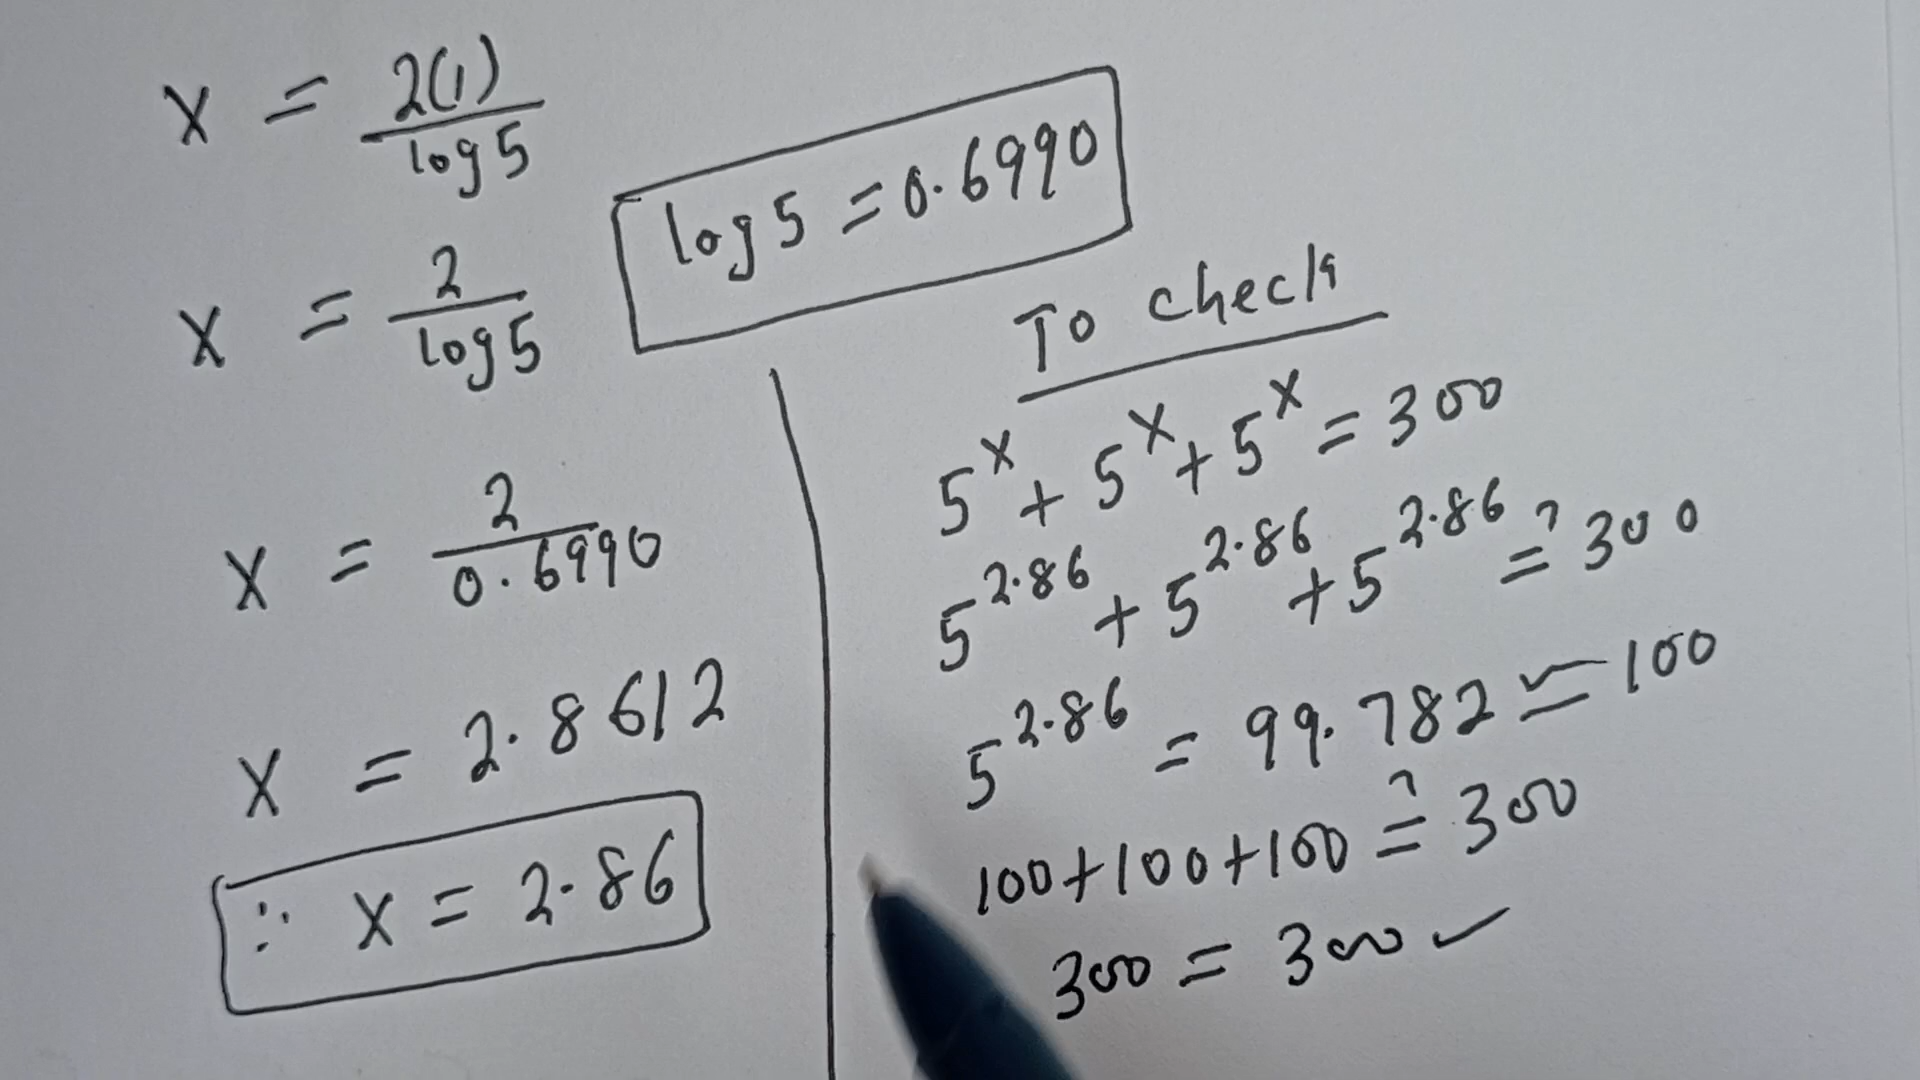 x = 2(1)/log5
log5 = 0.6990
x = 2/log5
x = 2/0.6990
x = 2.8612
∴ x = 2.86
To check
5^x + 5^x + 5^x = 300
5^2.86 + 5^2.86 + 5^2.86 =? 300
5^2.86 = 99.782 ≃ 100
100+100+100 =? 300
300 = 300 ✓